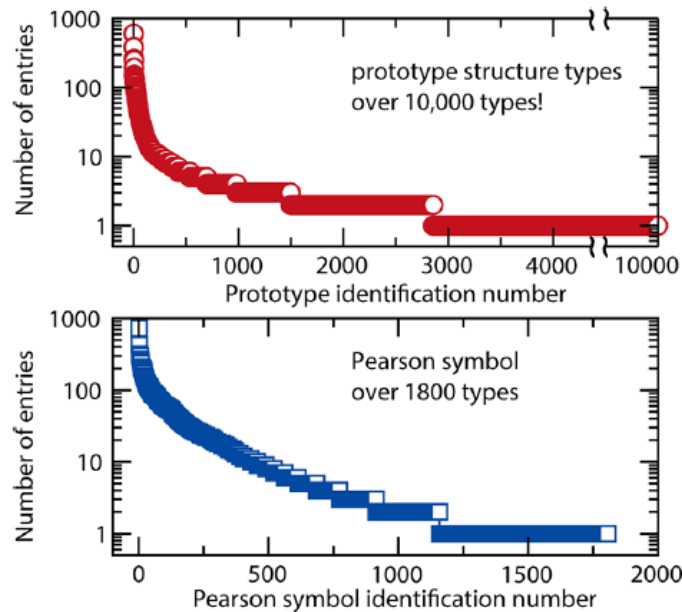 1000
100
10
1
Number of entries
prototype structure types
over 10,000 types!
0 1000 2000 3000 4000 10000
Prototype identification number
1000
100
10
1
Number of entries
Pearson symbol
over 1800 types
0 500 1000 1500 2000
Pearson symbol identification number